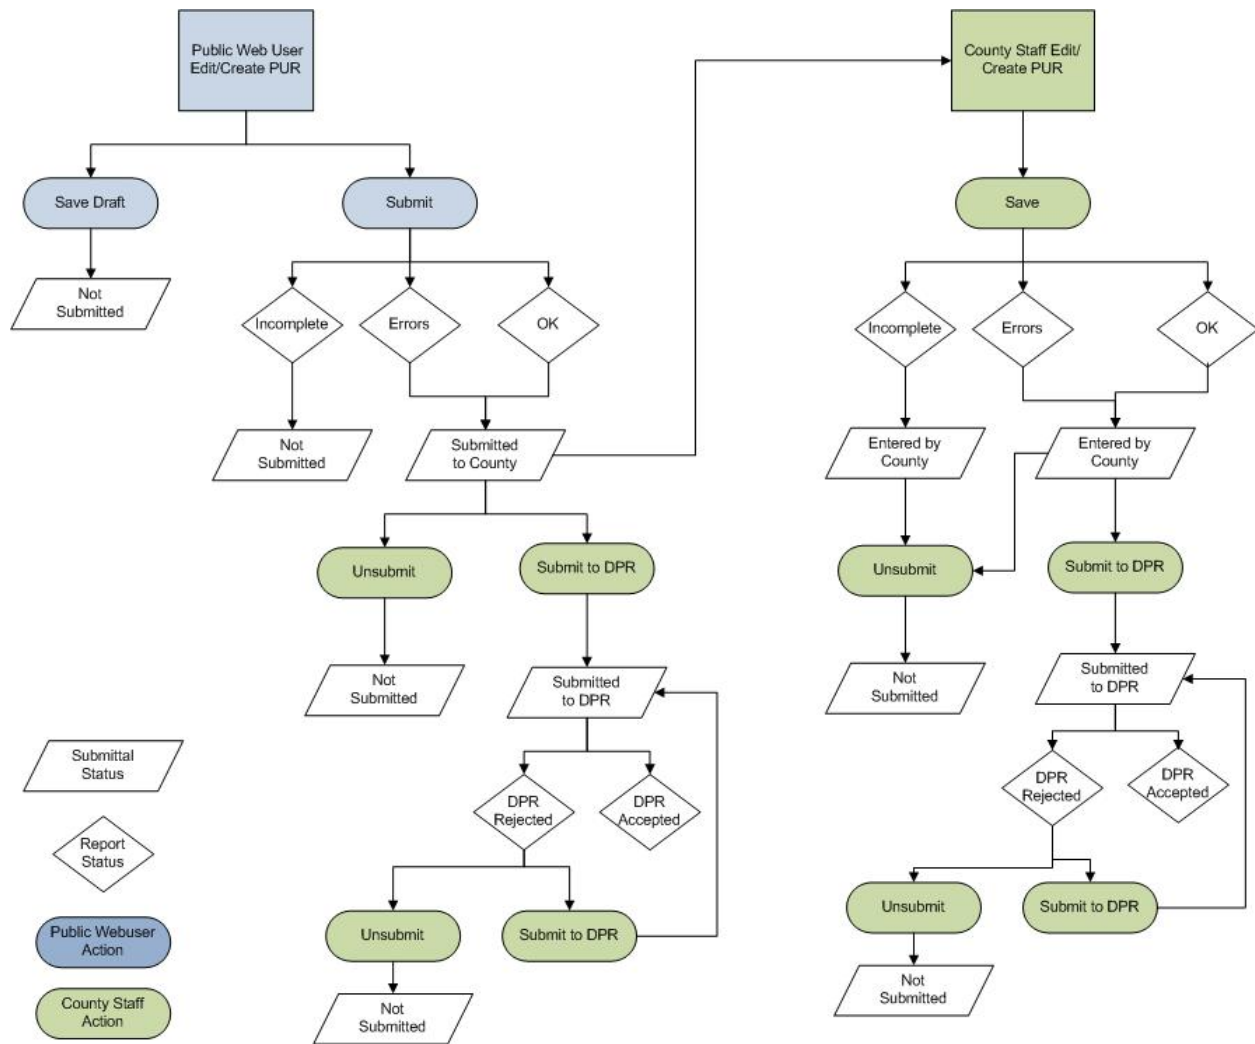 Public Web User
Edit/Create PUR
County Staff Edit/
Create PUR
Save Draft
Submit
Save
Not
Submitted
Incomplete
Errors
OK
Incomplete
Errors
OK
Not
Submitted
Submitted
to County
Entered by
County
Entered by
County
Unsubmit
Submit to DPR
Unsubmit
Submit to DPR
Not
Submitted
Submitted
to DPR
Not
Submitted
Submitted
to DPR
DPR
Rejected
DPR
Accepted
DPR
Rejected
DPR
Accepted
Unsubmit
Submit to DPR
Unsubmit
Submit to DPR
Not
Submitted
Not
Submitted
Submittal
Status
Report
Status
Public Webuser
Action
County Staff
Action